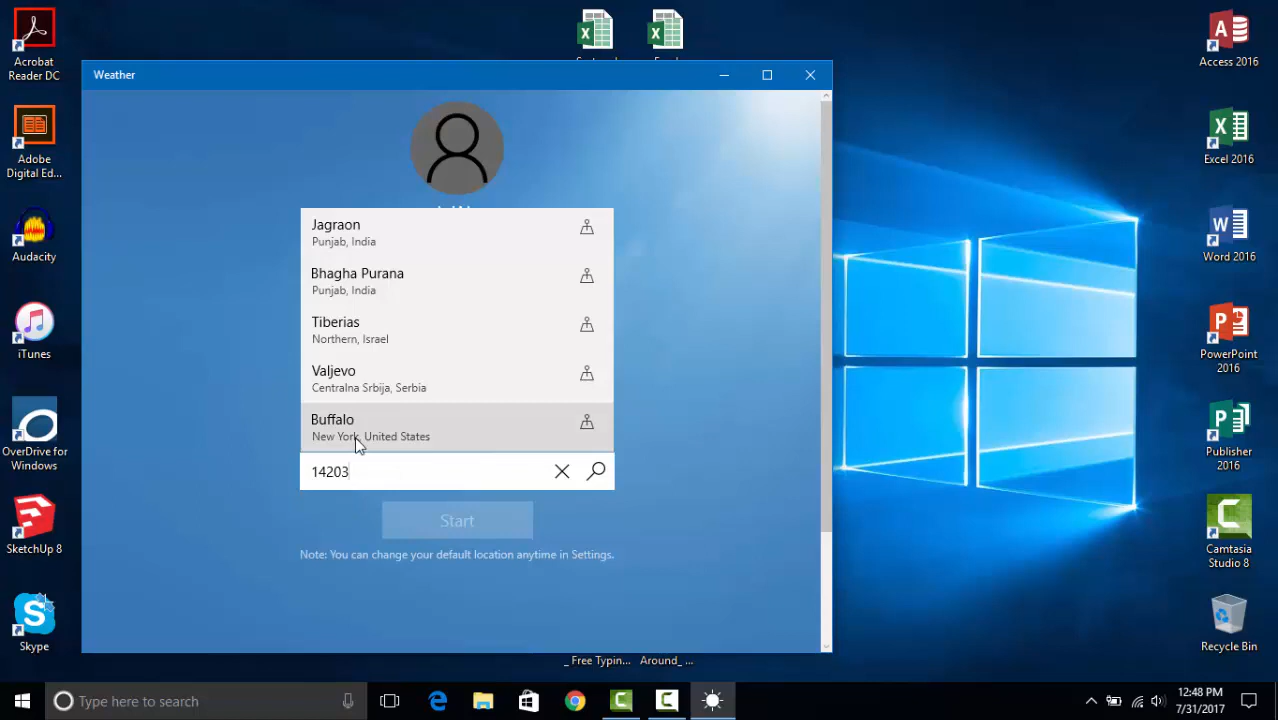 Acrobat
Reader DC
Adobe
Digital Ed...
Audacity
iTunes
OverDrive for
Windows
SketchUp 8
Skype
Weather
Jagraon
Punjab, India
Bhagha Purana
Punjab, India
Tiberias
Northern, Israel
Valjevo
Centralna Srbija, Serbia
Buffalo
New York, United States
14203
Start
Note: You can change your default location anytime in Settings.
_ Free Typin...
Around_ ...
Access 2016
Excel 2016
Word 2016
PowerPoint
2016
Publisher
2016
Camtasia
Studio 8
Recycle Bin
Type here to search
12:48 PM
7/31/2017